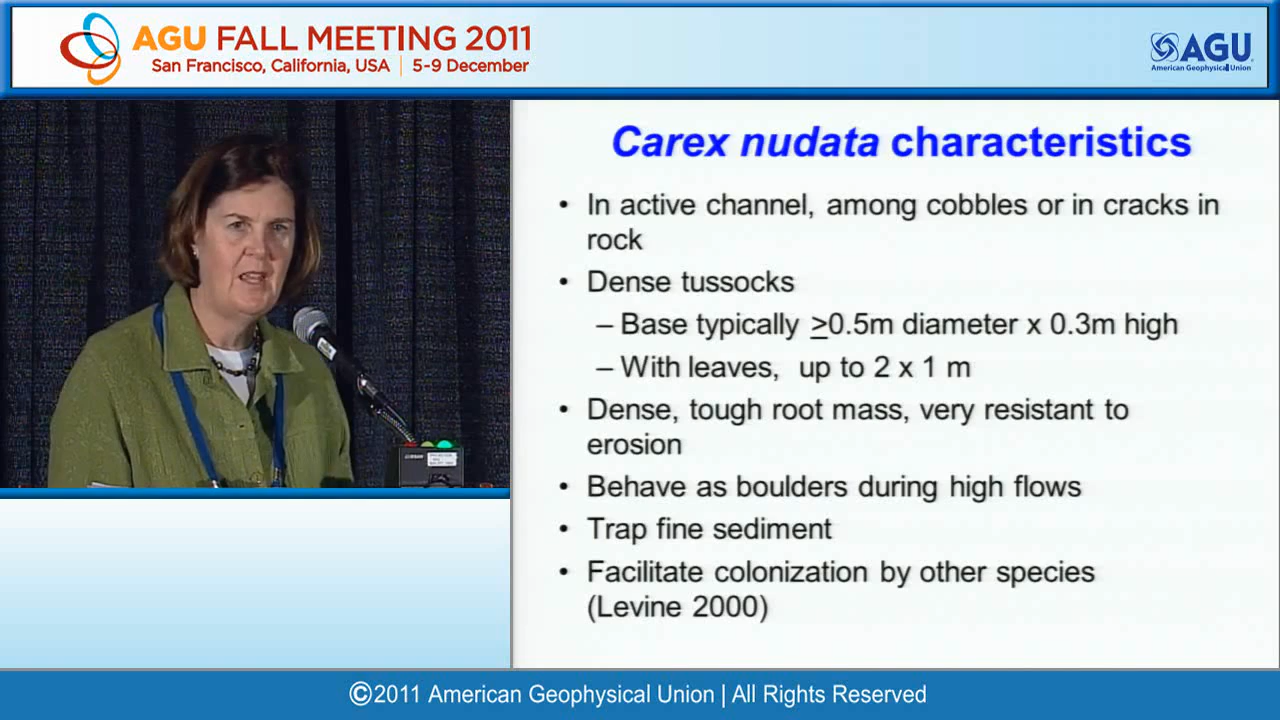 AGU FALL MEETING 2011
San Francisco, California, USA | 5-9 December
AGU
American Geophysical Union
Carex nudata characteristics
• In active channel, among cobbles or in cracks in
rock
• Dense tussocks
– Base typically ≥0.5m diameter x 0.3m high
– With leaves, up to 2 x 1 m
• Dense, tough root mass, very resistant to
erosion
• Behave as boulders during high flows
• Trap fine sediment
• Facilitate colonization by other species
(Levine 2000)
©2011 American Geophysical Union | All Rights Reserved